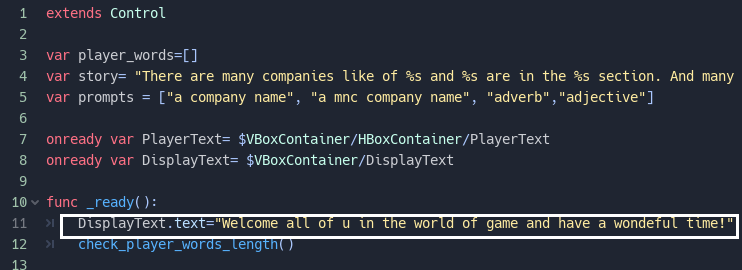 1 extends Control
2
3 var player_words=[]
4 var story= "There are many companies like of %s and %s are in the %s section. And many
5 var prompts = ["a company name", "a mnc company name", "adverb","adjective"]
6
7 onready var PlayerText= $VBoxContainer/HBoxContainer/PlayerText
8 onready var DisplayText= $VBoxContainer/DisplayText
9
10 func _ready():
11 DisplayText.text="Welcome all of u in the world of game and have a wondeful time!"
12 check_player_words_length()
13